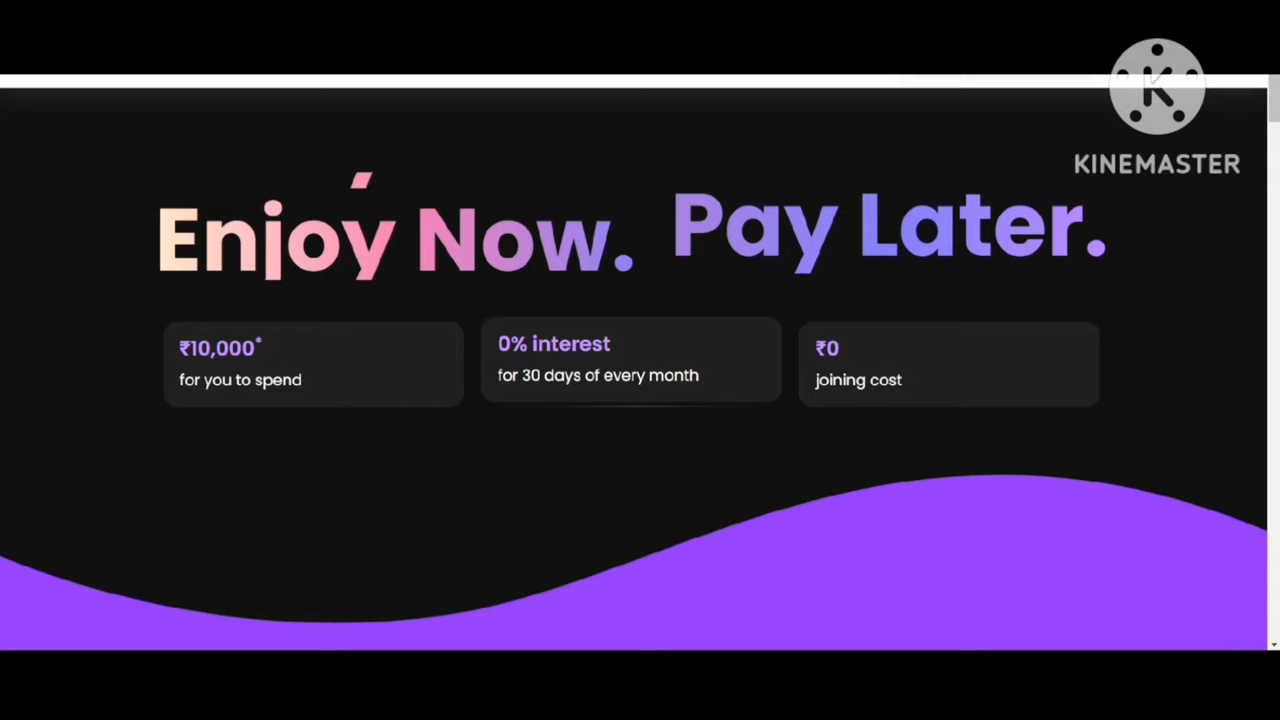 K
KINEMASTER
Enjoy Now. Pay Later.
₹10,000*
for you to spend
0% interest
for 30 days of every month
₹0
joining cost